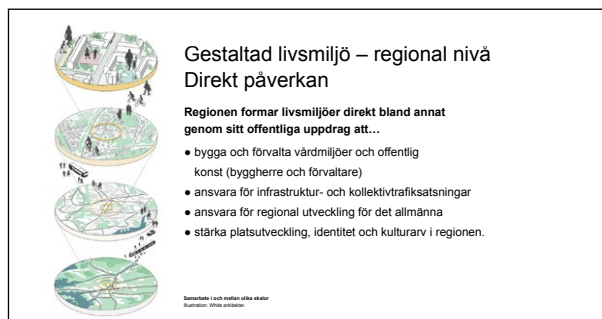 Gestaltad livsmiljö – regional nivå
Direkt påverkan
Regionen formar livsmiljöer direkt bland annat
genom sitt offentliga uppdrag att…
● bygga och förvalta vårdmiljöer och offentlig
konst (byggherre och förvaltare)
● ansvara för infrastruktur- och kollektivtrafiksatsningar
● ansvara för regional utveckling för det allmänna
● stärka platsutveckling, identitet och kulturarv i regionen.
Samarbete i och mellan olika skalor
Illustration: White arkitekter.